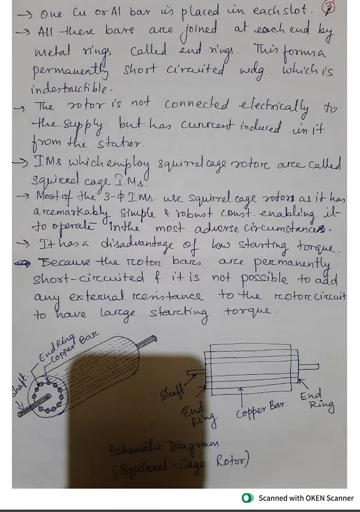 → One Cu or Al bar is placed in each slot. ③
→ All these bars are joined at each end by
metal rings called end rings. This forms a
permanently short circuited wdg. which is
indestructible.
→ The rotor is not connected electrically to
the supply but has current induced in it
from the stator.
→ IMs which employ squirrel cage rotor are called
squirrel cage IMs.
→ Most of the 3-ϕ IMs. use squirrel cage rotors as it has
a remarkably simple & robust const. enabling it
to operate in the most adverse circumstances.
→ It has a disadvantage of low starting torque.
→ Because the rotor bars are permanently
short-circuited & it is not possible to add
any external resistance to the rotor circuit
to have large starting torque.
Shaft
End Ring
Copper Bar
Shaft
End
Ring
Copper Bar
End
Ring
Schematic Diagram
(Squirrel-Cage Rotor)
Scanned with OKEN Scanner